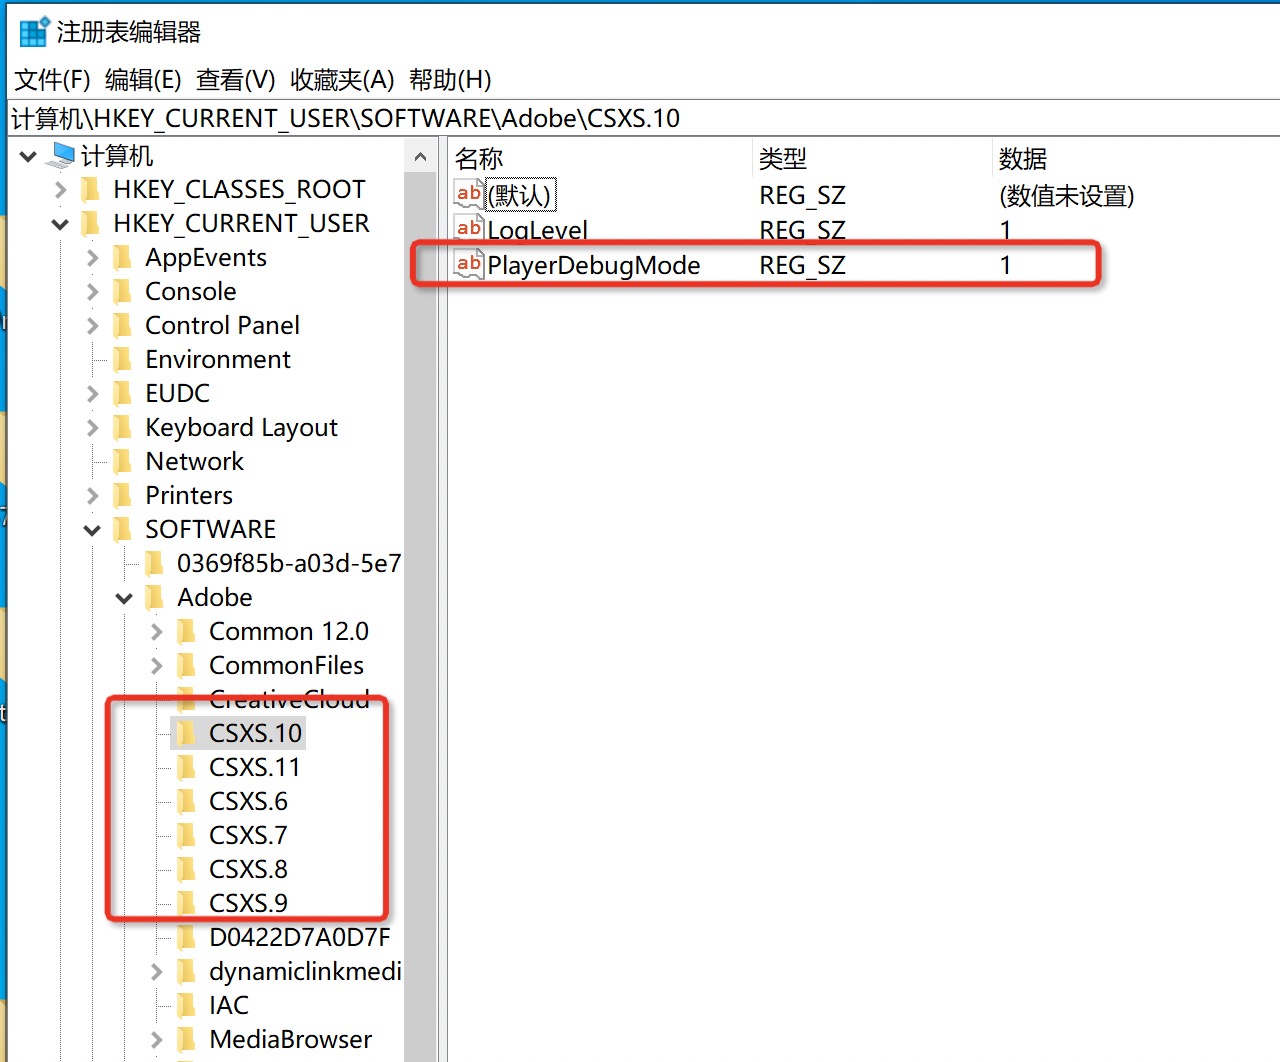 注册表编辑器
文件(F) 编辑(E) 查看(V) 收藏夹(A) 帮助(H)
计算机\HKEY_CURRENT_USER\SOFTWARE\Adobe\CSXS.10
计算机
HKEY_CLASSES_ROOT
HKEY_CURRENT_USER
AppEvents
Console
Control Panel
Environment
EUDC
Keyboard Layout
Network
Printers
SOFTWARE
0369f85b-a03d-5e7
Adobe
Common 12.0
CommonFiles
CreativeCloud
CSXS.10
CSXS.11
CSXS.6
CSXS.7
CSXS.8
CSXS.9
D0422D7A0D7F
dynamiclinkmedi
IAC
MediaBrowser
名称 类型 数据
ab (默认) REG_SZ (数值未设置)
ab LogLevel REG_SZ 1
ab PlayerDebugMode REG_SZ 1